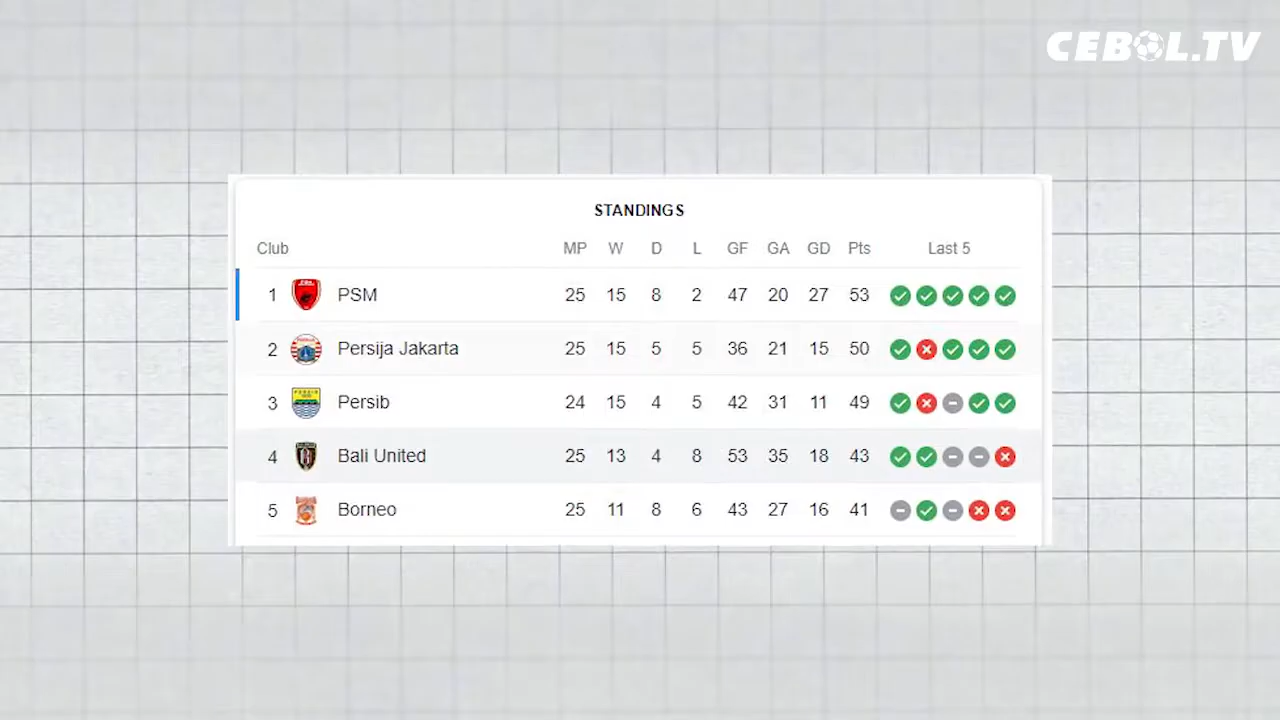 CEBOL.TV
STANDINGS
Club MP W D L GF GA GD Pts Last 5
1 PSM 25 15 8 2 47 20 27 53
2 Persija Jakarta 25 15 5 5 36 21 15 50
3 Persib 24 15 4 5 42 31 11 49
4 Bali United 25 13 4 8 53 35 18 43
5 Borneo 25 11 8 6 43 27 16 41